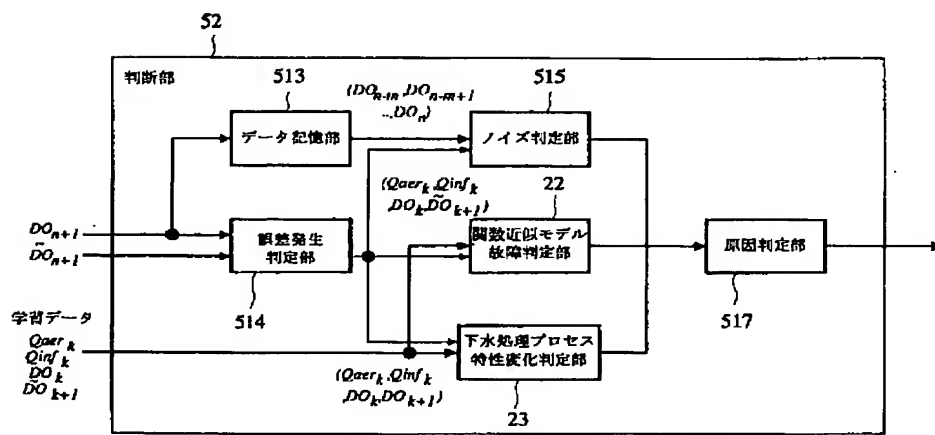 52
判断部
513
データ記憶部
(DO_{n-m}, DO_{n-m+1}
...DO_n)
515
ノイズ判定部
DO_{n+1}
D̃O_{n+1}
誤差発生
判定部
514
(Qaer_k, Qinf_k
,DO_k, D̃O_{k+1})
22
関数近似モデル
故障判定部
原因判定部
517
学習データ
Qaer_k
Qinf_k
D̃O_k
D̃O_{k+1}
(Qaer_k, Qinf_k
,DO_k, DO_{k+1})
下水処理プロセス
特性変化判定部
23